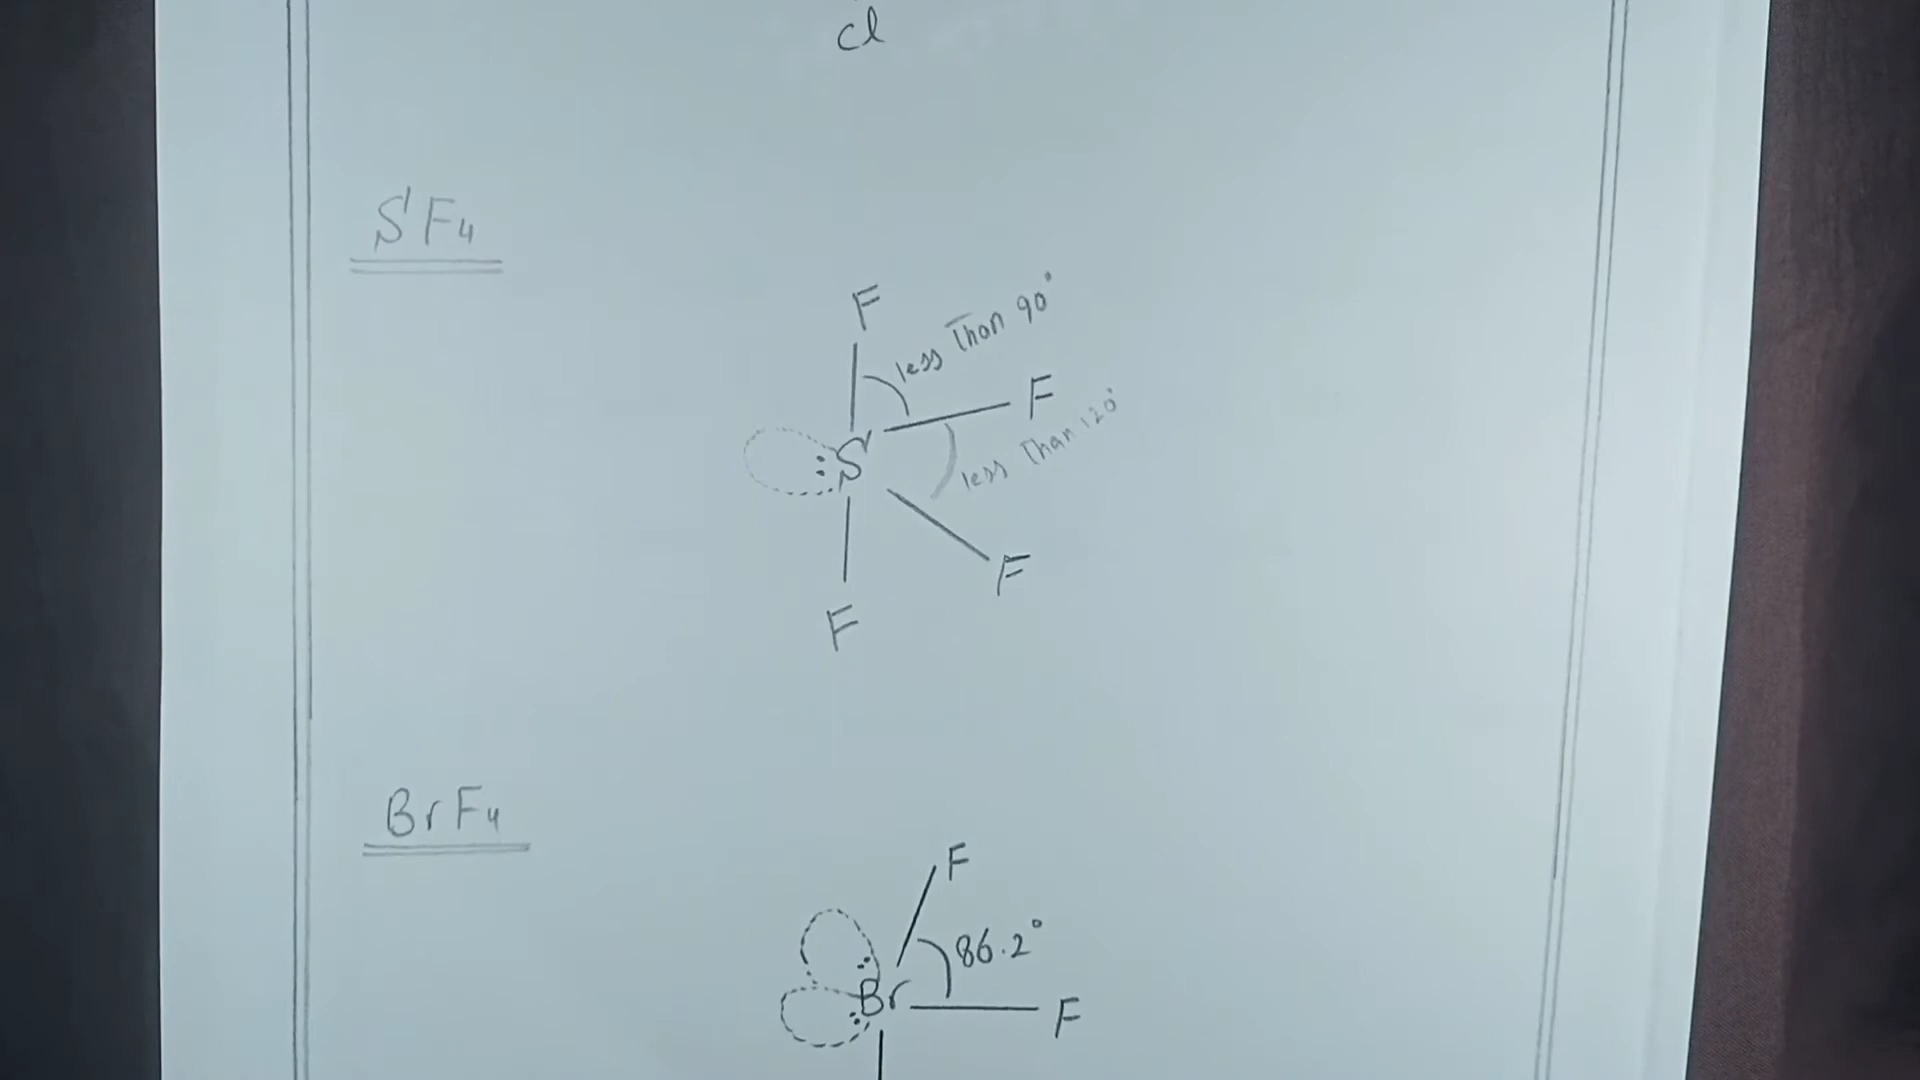 Cl
SF4
F
less Than 90°
F
less Than 120°
:S
F
F
BrF4
F
86.2°
Br
F